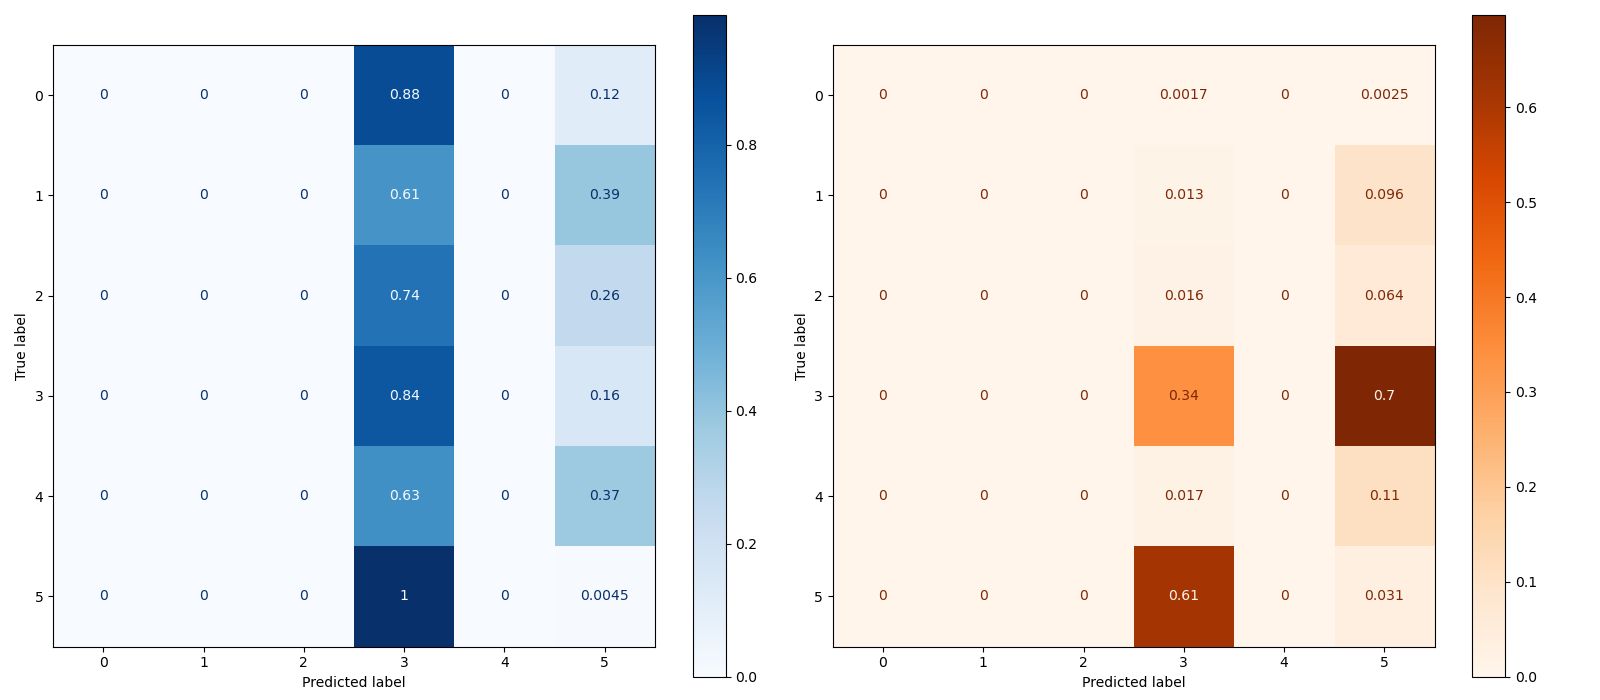 0 0 0 0 0.88 0 0.12
1 0 0 0 0.61 0 0.39
2 0 0 0 0.74 0 0.26
3 0 0 0 0.84 0 0.16
4 0 0 0 0.63 0 0.37
5 0 0 0 1 0 0.0045
0 1 2 3 4 5
Predicted label
True label
0.8
0.6
0.4
0.2
0.0
0 0 0 0 0.0017 0 0.0025
1 0 0 0 0.013 0 0.096
2 0 0 0 0.016 0 0.064
3 0 0 0 0.34 0 0.7
4 0 0 0 0.017 0 0.11
5 0 0 0 0.61 0 0.031
0 1 2 3 4 5
Predicted label
True label
0.6
0.5
0.4
0.3
0.2
0.1
0.0